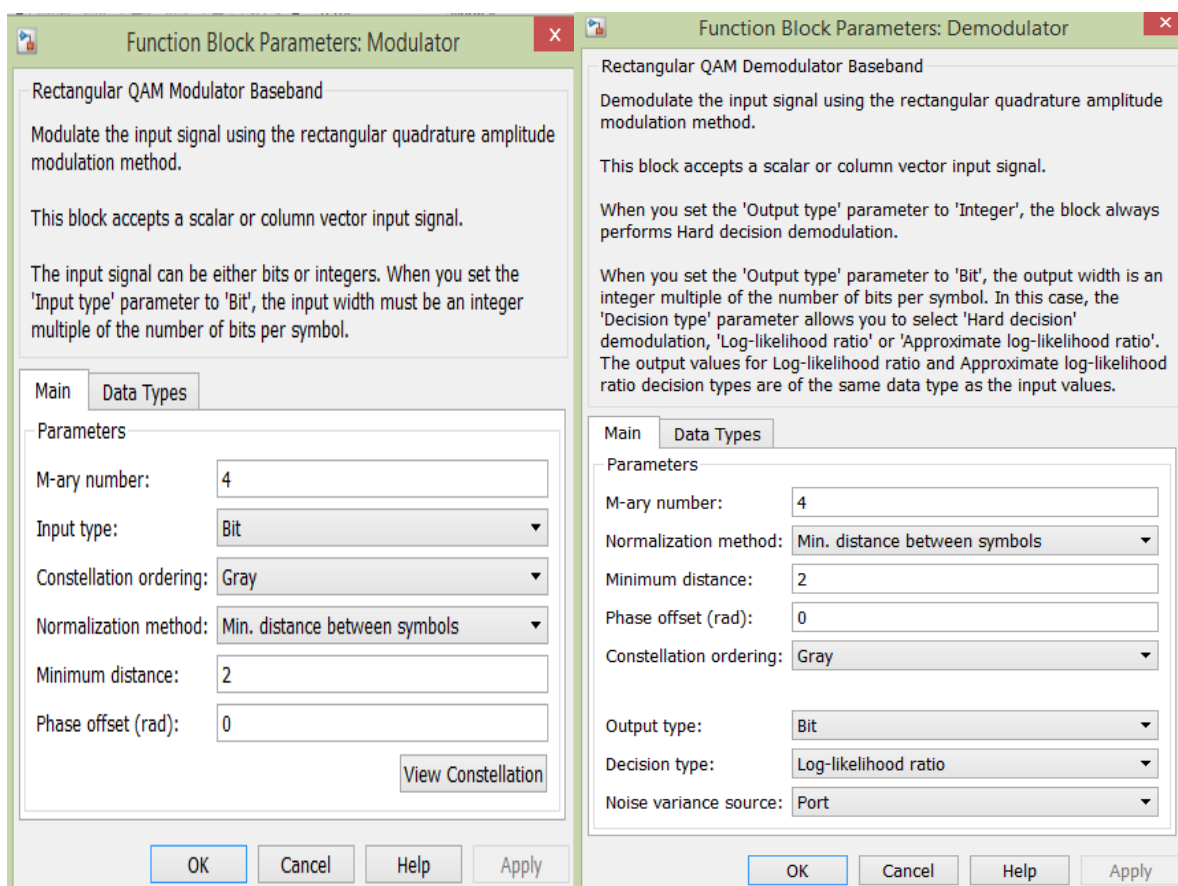 Function Block Parameters: Modulator
x
Rectangular QAM Modulator Baseband
Modulate the input signal using the rectangular quadrature amplitude
modulation method.
This block accepts a scalar or column vector input signal.
The input signal can be either bits or integers. When you set the
'Input type' parameter to 'Bit', the input width must be an integer
multiple of the number of bits per symbol.
Main
Data Types
Parameters
M-ary number:
4
Input type:
Bit
Constellation ordering:
Gray
Normalization method:
Min. distance between symbols
Minimum distance:
2
Phase offset (rad):
0
View Constellation
OK
Cancel
Help
Apply
Function Block Parameters: Demodulator
x
Rectangular QAM Demodulator Baseband
Demodulate the input signal using the rectangular quadrature amplitude
modulation method.
This block accepts a scalar or column vector input signal.
When you set the 'Output type' parameter to 'Integer', the block always
performs Hard decision demodulation.
When you set the 'Output type' parameter to 'Bit', the output width is an
integer multiple of the number of bits per symbol. In this case, the
'Decision type' parameter allows you to select 'Hard decision'
demodulation, 'Log-likelihood ratio' or 'Approximate log-likelihood ratio'.
The output values for Log-likelihood ratio and Approximate log-likelihood
ratio decision types are of the same data type as the input values.
Main
Data Types
Parameters
M-ary number:
4
Normalization method:
Min. distance between symbols
Minimum distance:
2
Phase offset (rad):
0
Constellation ordering:
Gray
Output type:
Bit
Decision type:
Log-likelihood ratio
Noise variance source:
Port
OK
Cancel
Help
Apply